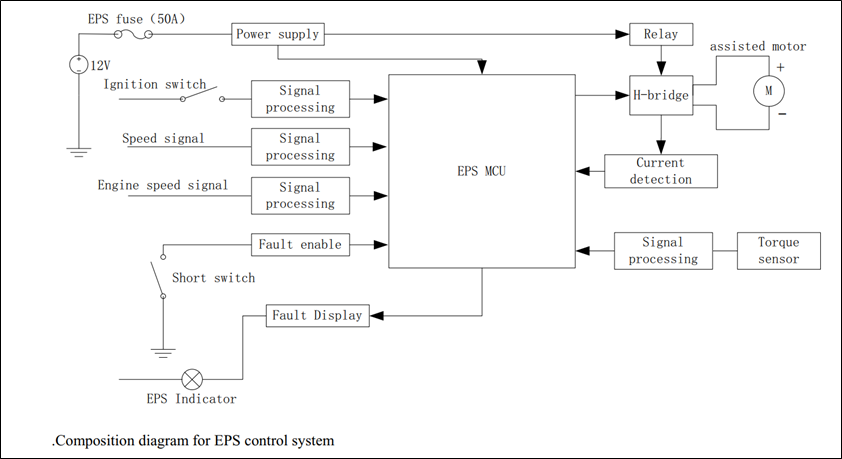 EPS fuse（50A）
Power supply
Relay
assisted motor
12V
+
-
Ignition switch
Signal
processing
H-bridge
+
M
-
Speed signal
Signal
processing
EPS MCU
Current
detection
Engine speed signal
Signal
processing
Fault enable
Signal
processing
Torque
sensor
Short switch
Fault Display
EPS Indicator
.Composition diagram for EPS control system